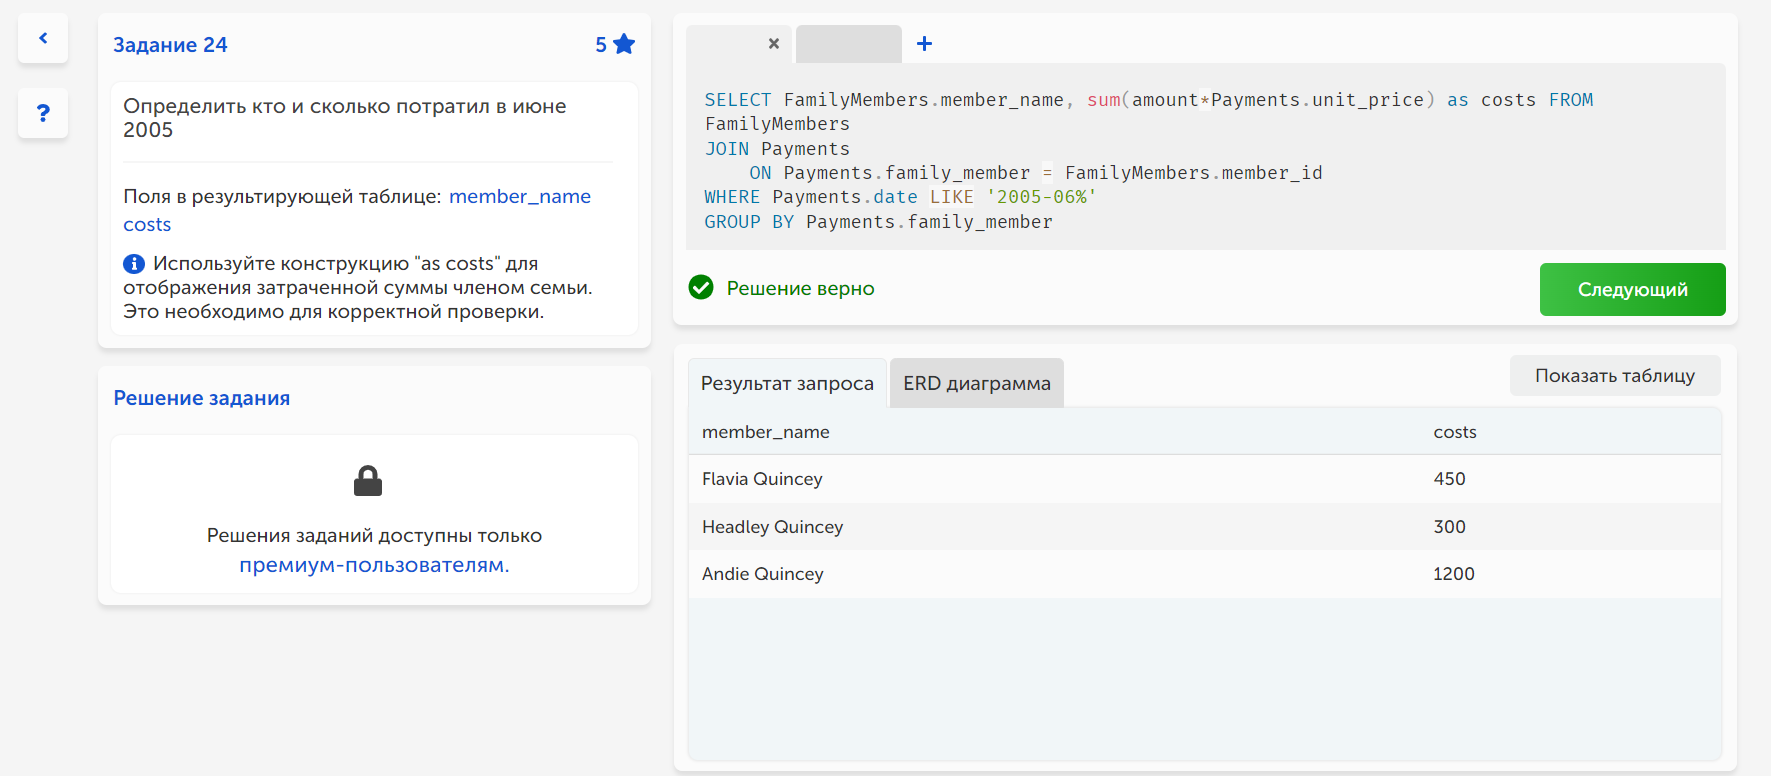 Задание 24
5
?
Определить кто и сколько потратил в июне
2005
Поля в результирующей таблице: member_name
costs
Используйте конструкцию "as costs" для
отображения затраченной суммы членом семьи.
Это необходимо для корректной проверки.
Решение задания
Решения заданий доступны только
премиум-пользователям.
SELECT FamilyMembers.member_name, sum(amount*Payments.unit_price) as costs FROM
FamilyMembers
JOIN Payments
    ON Payments.family_member = FamilyMembers.member_id
WHERE Payments.date LIKE '2005-06%'
GROUP BY Payments.family_member
Решение верно
Следующий
Результат запроса
ERD диаграмма
Показать таблицу
member_name costs
Flavia Quincey 450
Headley Quincey 300
Andie Quincey 1200